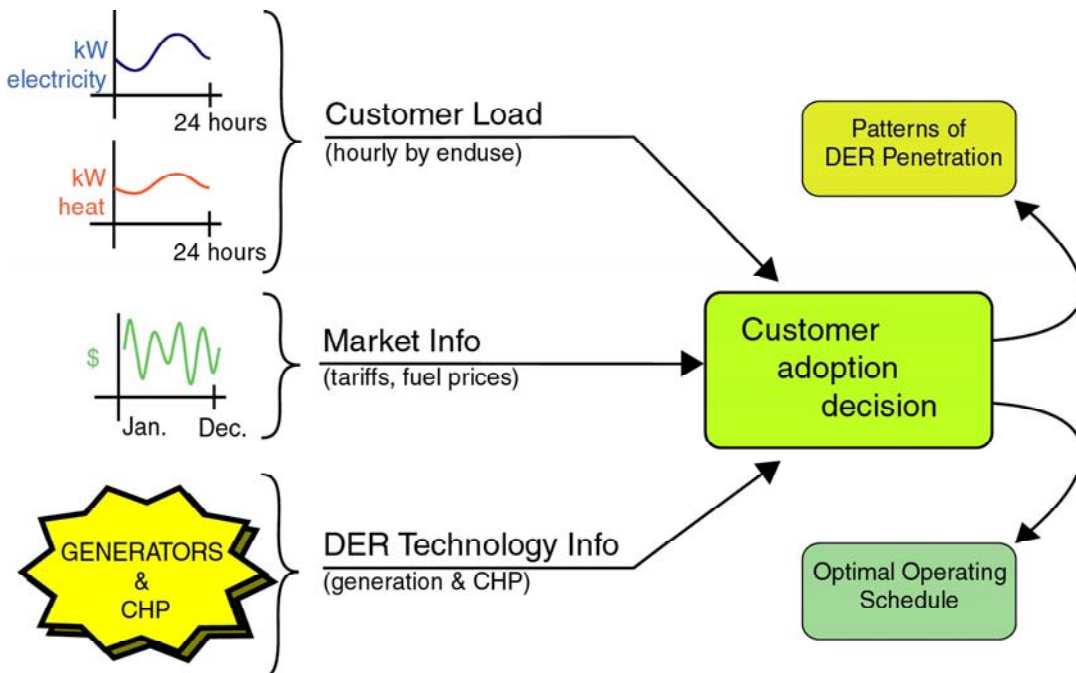 kW
electricity
24 hours
kW
heat
24 hours
Customer Load
(hourly by enduse)
$
Jan. Dec.
Market Info
(tariffs, fuel prices)
GENERATORS
&
CHP
DER Technology Info
(generation & CHP)
Customer
adoption
decision
Patterns of
DER Penetration
Optimal Operating
Schedule